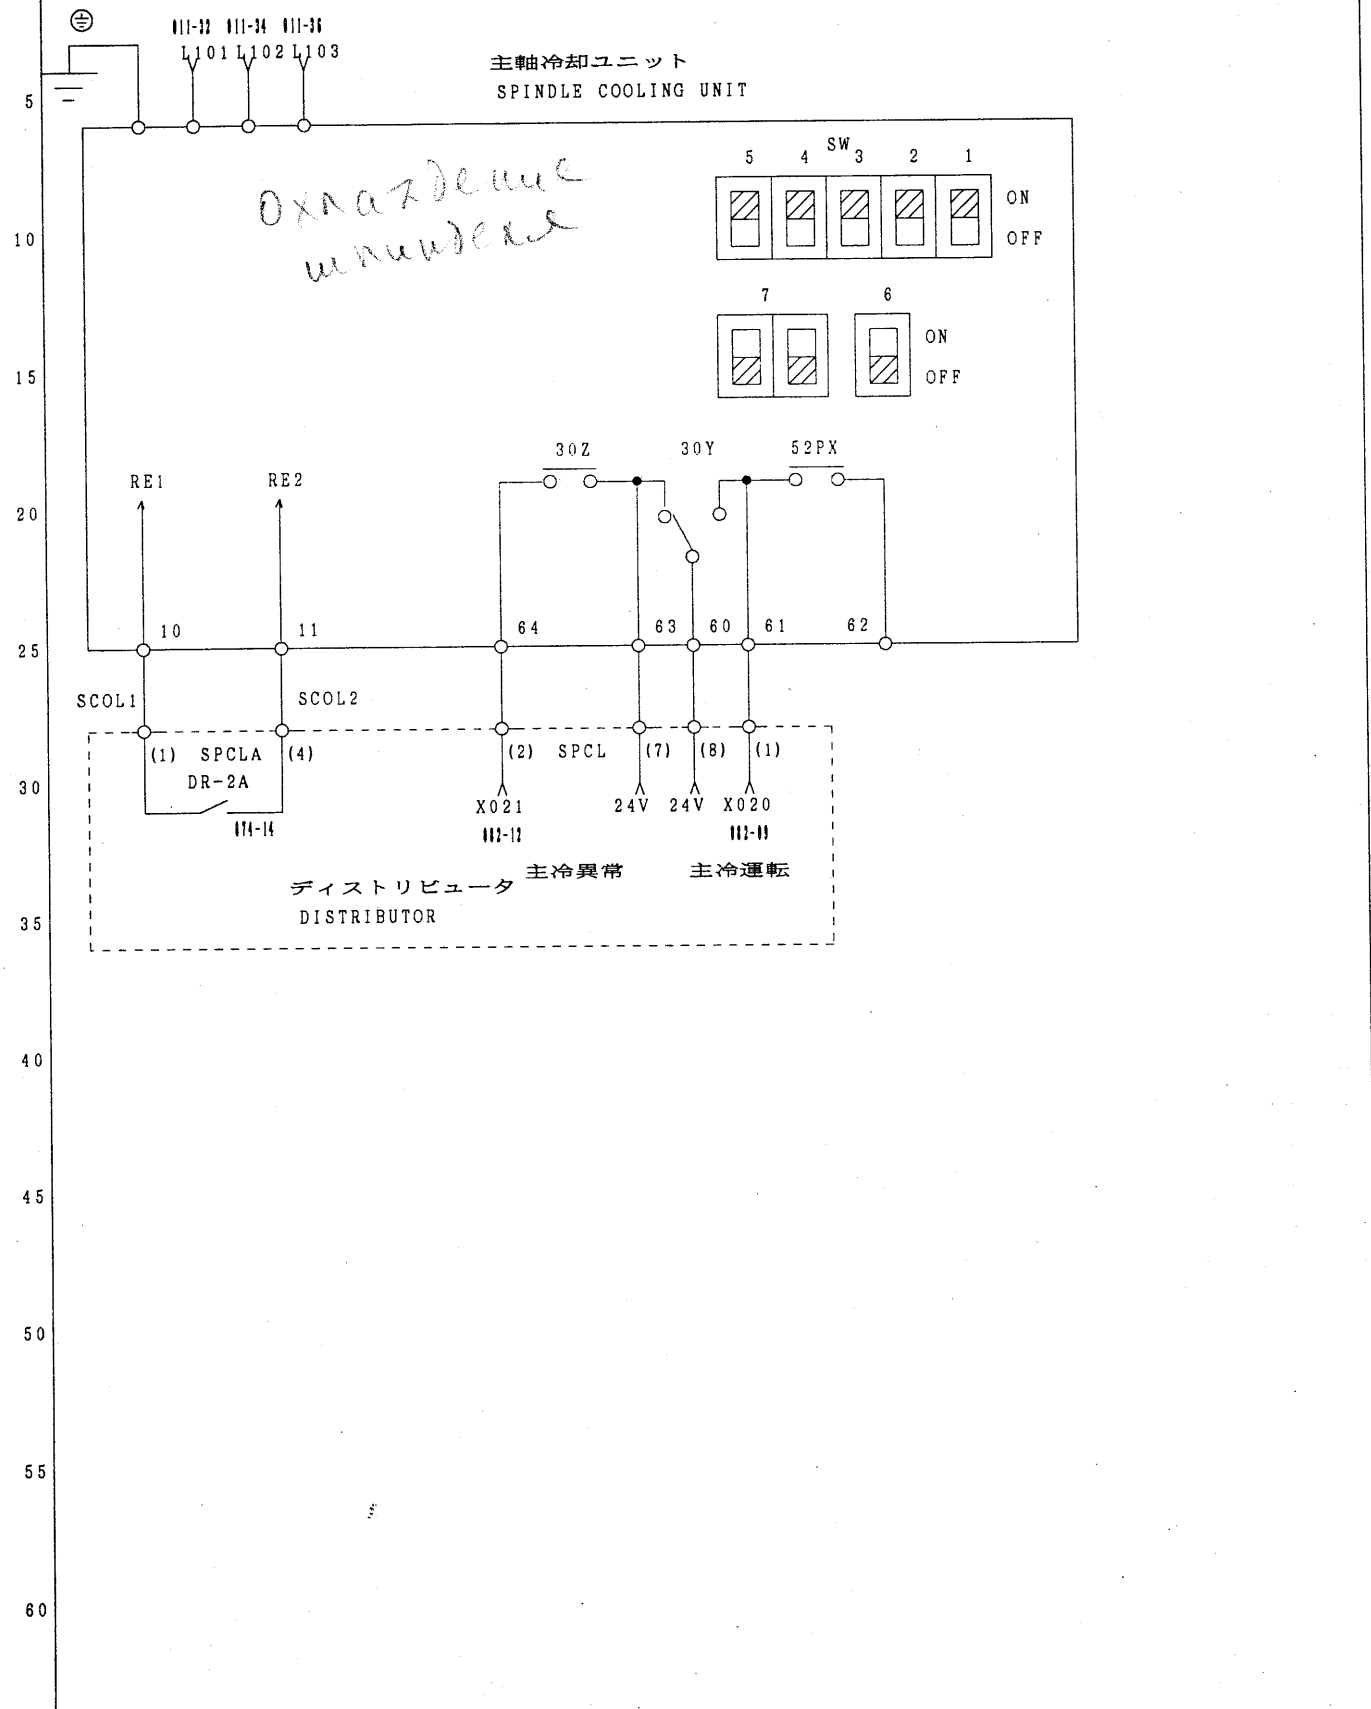 011-32 011-34 011-36
L101 L102 L103
主軸冷却ユニット
SPINDLE COOLING UNIT
5
охлаждение
шпинделя
SW
5 4 3 2 1
ON
OFF
10
7 6
ON
OFF
15
30Z 30Y 52PX
RE1 RE2
20
10 11 64 63 60 61 62
25
SCOL1 SCOL2
(1) SPCLA (4) (2) SPCL (7) (8) (1)
DR-2A
30
X021 24V 24V X020
074-14
主冷異常 主冷運転
ディストリビュータ
DISTRIBUTOR
35
40
45
50
55
60